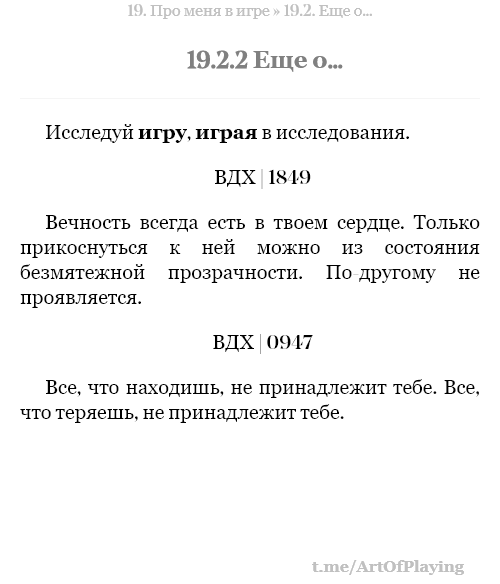 19. Про меня в игре » 19.2. Еще о...
19.2.2 Еще о...
Исследуй игру, играя в исследования.
ВДХ | 1849
Вечность всегда есть в твоем сердце. Только
прикоснуться к ней можно из состояния
безмятежной прозрачности. По-другому не
проявляется.
ВДХ | 0947
Все, что находишь, не принадлежит тебе. Все,
что теряешь, не принадлежит тебе.
t.me/ArtOfPlaying